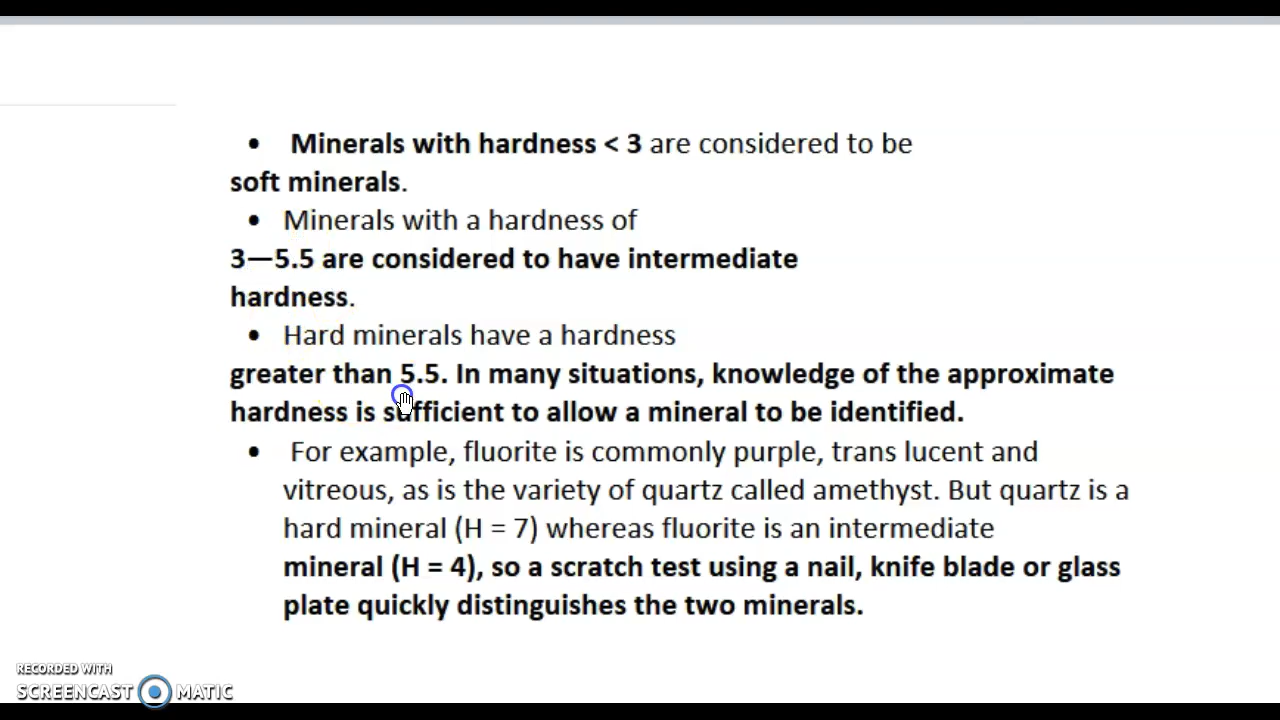 • Minerals with hardness < 3 are considered to be
soft minerals.
• Minerals with a hardness of
3—5.5 are considered to have intermediate
hardness.
• Hard minerals have a hardness
greater than 5.5. In many situations, knowledge of the approximate
hardness is sufficient to allow a mineral to be identified.
• For example, fluorite is commonly purple, trans lucent and
vitreous, as is the variety of quartz called amethyst. But quartz is a
hard mineral (H = 7) whereas fluorite is an intermediate
mineral (H = 4), so a scratch test using a nail, knife blade or glass
plate quickly distinguishes the two minerals.
RECORDED WITH
SCREENCAST MATIC